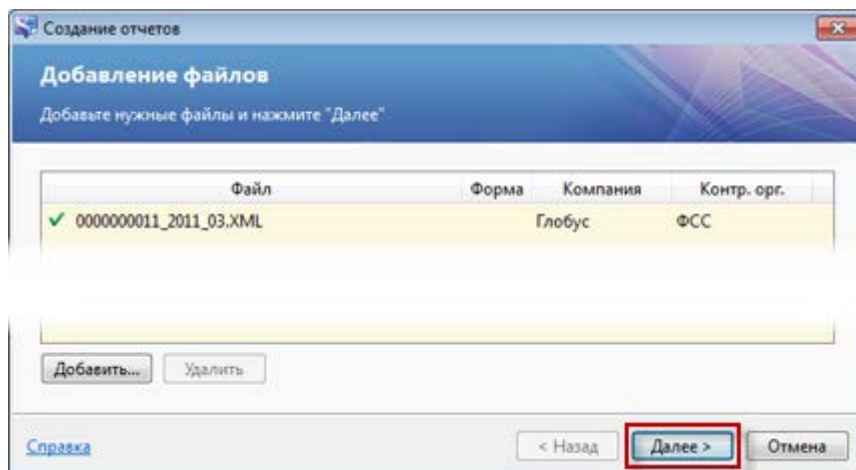 Создание отчетов
Добавление файлов
Добавьте нужные файлы и нажмите "Далее"
Файл Форма Компания Контр. орг.
0000000011_2011_03.XML Глобус ФСС
Добавить... Удалить
Справка < Назад Далее > Отмена